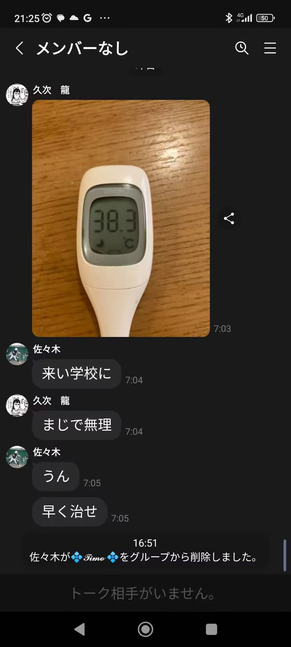 21:25
4G
50
メンバーなし
久次 龍
38.3
℃
7:03
佐々木
来い学校に
7:04
久次 龍
まじで無理
7:04
佐々木
うん
7:05
早く治せ
7:05
16:51
佐々木が💠𝓣𝓲𝓶𝓸💠をグループから削除しました。
トーク相手がいません。